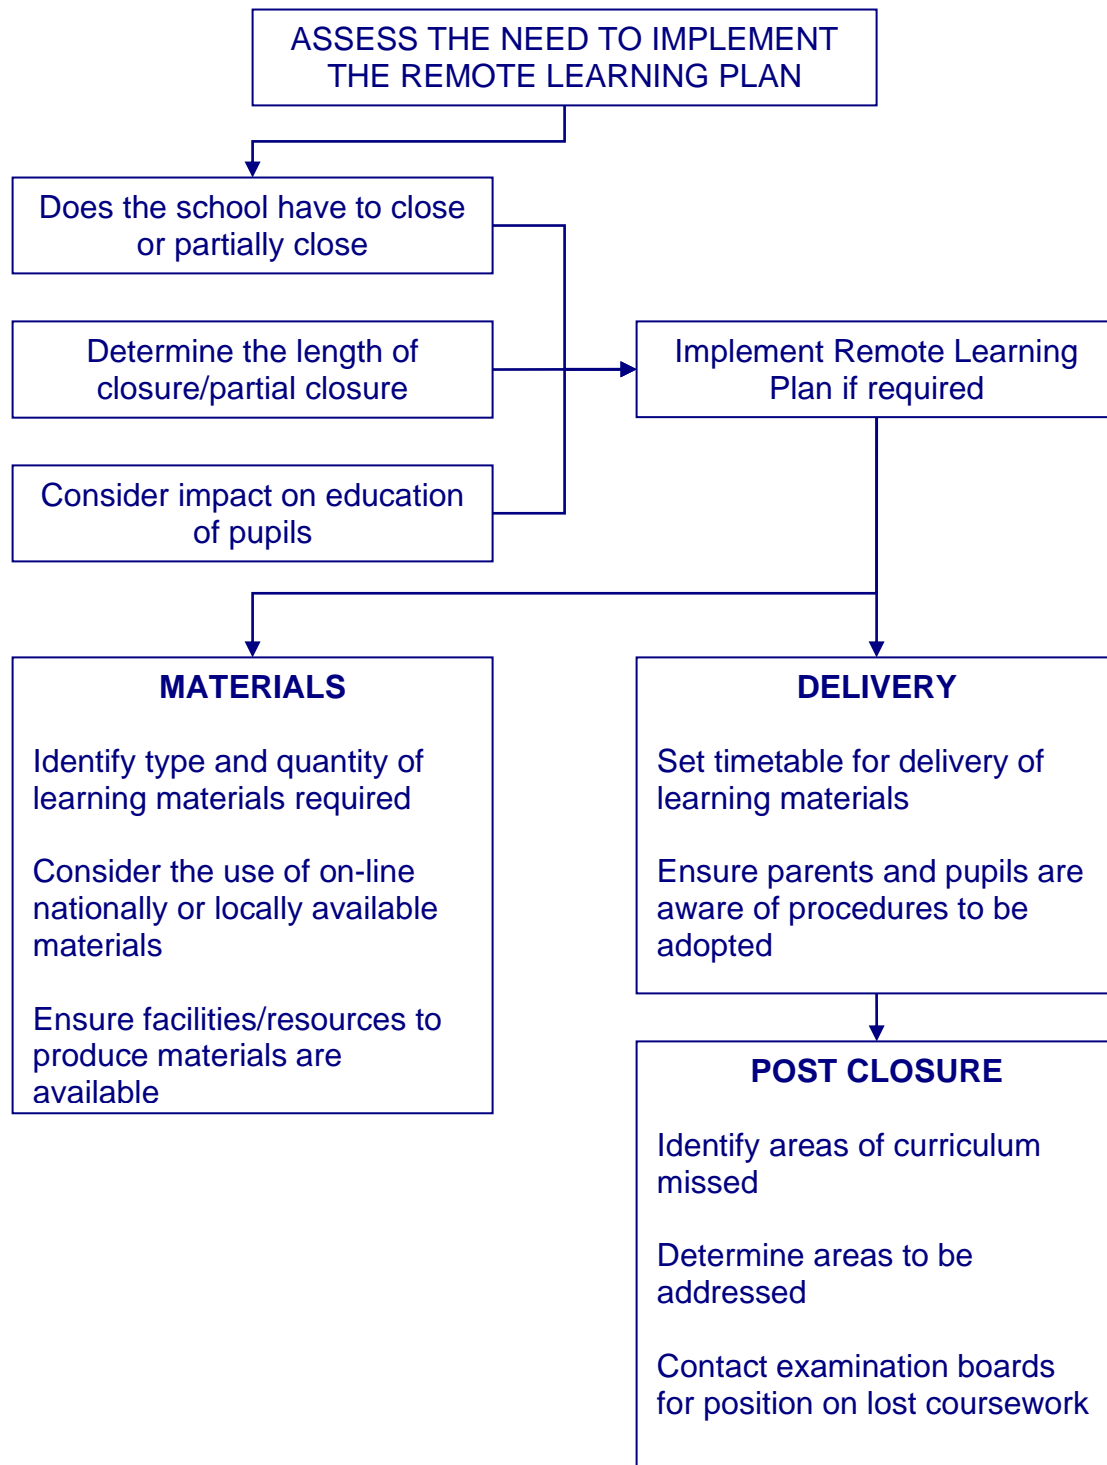 ASSESS THE NEED TO IMPLEMENT
THE REMOTE LEARNING PLAN
Does the school have to close
or partially close
Determine the length of
closure/partial closure
Implement Remote Learning
Plan if required
Consider impact on education
of pupils
MATERIALS
Identify type and quantity of
learning materials required
Consider the use of on-line
nationally or locally available
materials
Ensure facilities/resources to
produce materials are
available
DELIVERY
Set timetable for delivery of
learning materials
Ensure parents and pupils are
aware of procedures to be
adopted
POST CLOSURE
Identify areas of curriculum
missed
Determine areas to be
addressed
Contact examination boards
for position on lost coursework